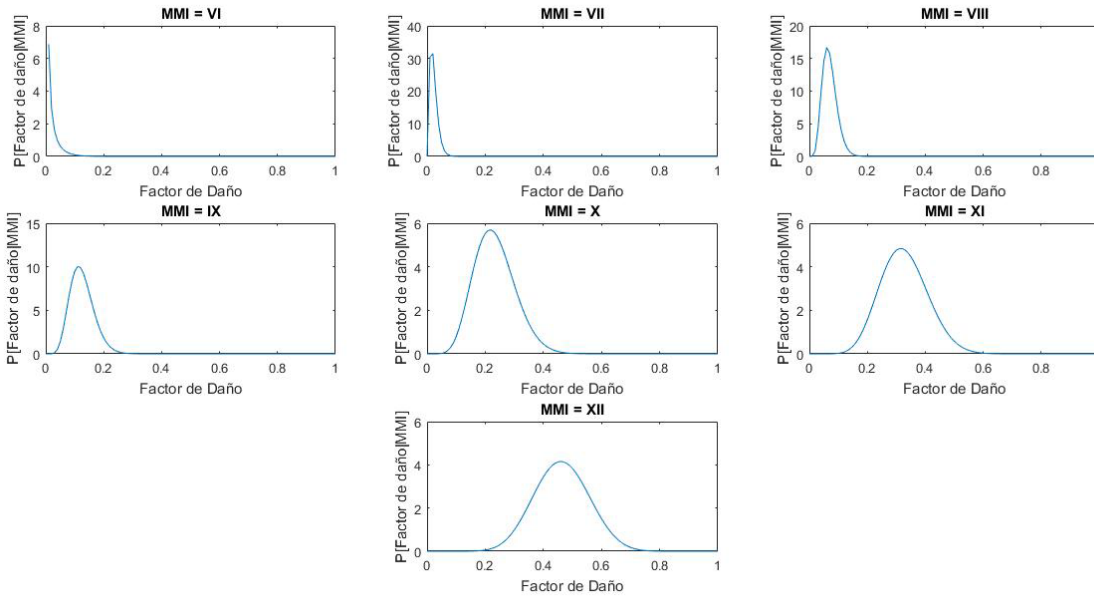 MMI = VI
8
6
4
2
0
P[Factor de daño|MMI]
0 0.2 0.4 0.6 0.8 1
Factor de Daño
MMI = VII
40
30
20
10
0
P[Factor de daño|MMI]
0 0.2 0.4 0.6 0.8 1
Factor de Daño
MMI = VIII
20
15
10
5
0
P[Factor de daño|MMI]
0 0.2 0.4 0.6 0.8
Factor de Daño
MMI = IX
15
10
5
0
P[Factor de daño|MMI]
0 0.2 0.4 0.6 0.8 1
Factor de Daño
MMI = X
6
4
2
0
P[Factor de daño|MMI]
0 0.2 0.4 0.6 0.8 1
Factor de Daño
MMI = XI
6
4
2
0
P[Factor de daño|MMI]
0 0.2 0.4 0.6 0.8
Factor de Daño
MMI = XII
6
4
2
0
P[Factor de daño|MMI]
0 0.2 0.4 0.6 0.8 1
Factor de Daño